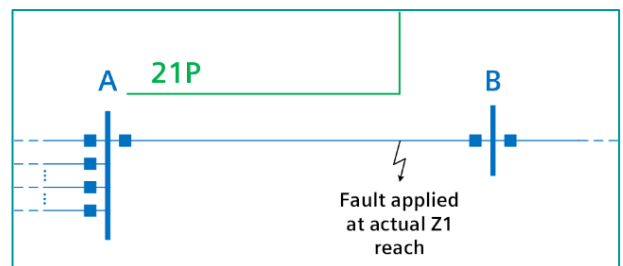 21P
A
B
Fault applied
at actual Z1
reach